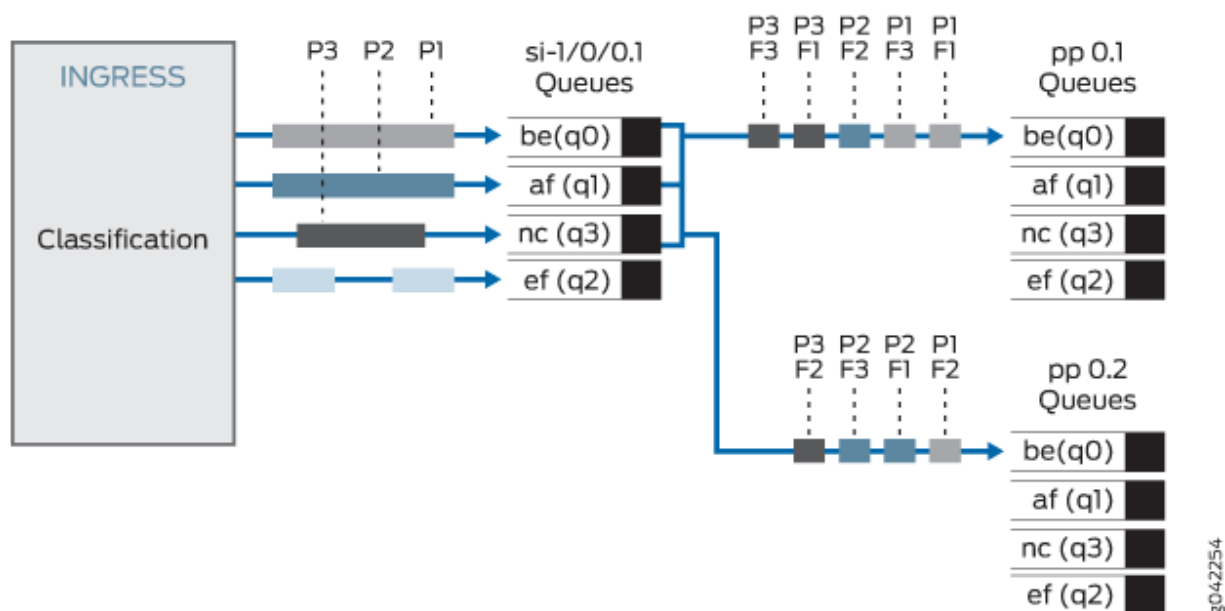 INGRESS
Classification
P3 P2 P1
si-1/0/0.1
Queues
be(q0)
af (q1)
nc (q3)
ef (q2)
P3 P3 P2 P1 P1
F3 F1 F2 F3 F1
pp 0.1
Queues
be(q0)
af (q1)
nc (q3)
ef (q2)
P3 P2 P2 P1
F2 F3 F1 F2
pp 0.2
Queues
be(q0)
af (q1)
nc (q3)
ef (q2)
g042254